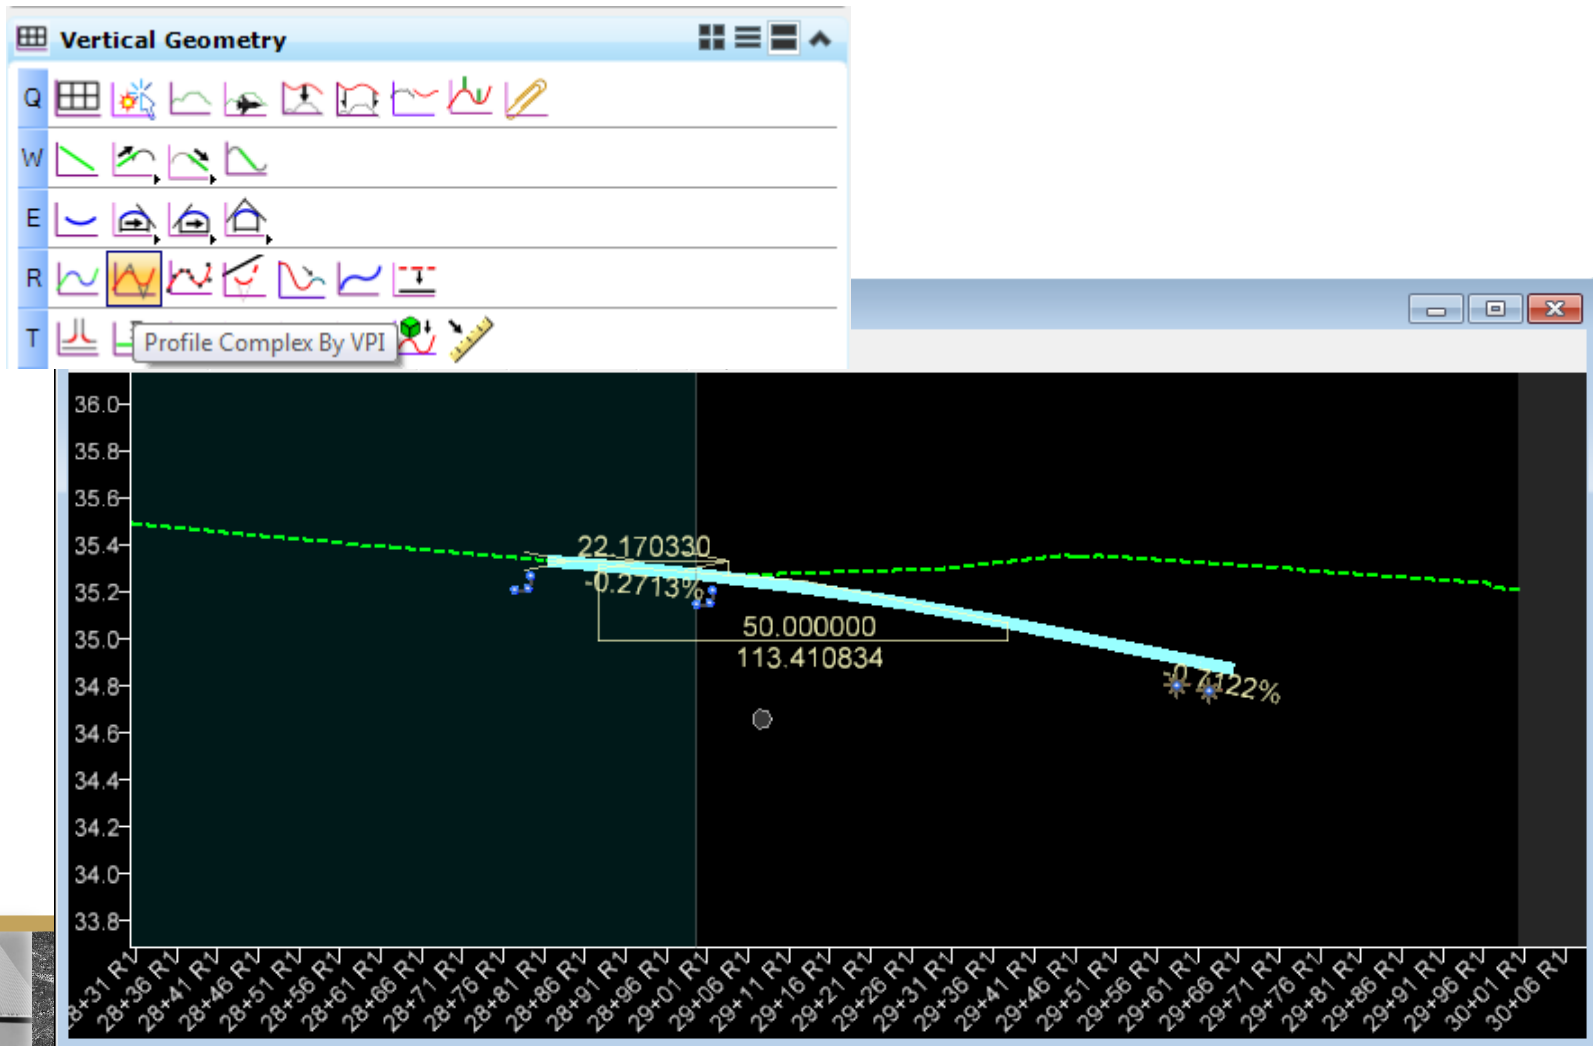 Vertical Geometry
Q
W
E
R
T
Profile Complex By VPI
36.0
35.8
35.6
35.4
35.2
35.0
34.8
34.6
34.4
34.2
34.0
33.8
22.170330
-0.2713%
50.000000
113.410834
-0.7122%
28+31 R1
28+36 R1
28+41 R1
28+46 R1
28+51 R1
28+56 R1
28+61 R1
28+66 R1
28+71 R1
28+76 R1
28+81 R1
28+86 R1
28+91 R1
28+96 R1
29+01 R1
29+06 R1
29+11 R1
29+16 R1
29+21 R1
29+26 R1
29+31 R1
29+36 R1
29+41 R1
29+46 R1
29+51 R1
29+56 R1
29+61 R1
29+66 R1
29+71 R1
29+76 R1
29+81 R1
29+86 R1
29+91 R1
29+96 R1
30+01 R1
30+06 R1